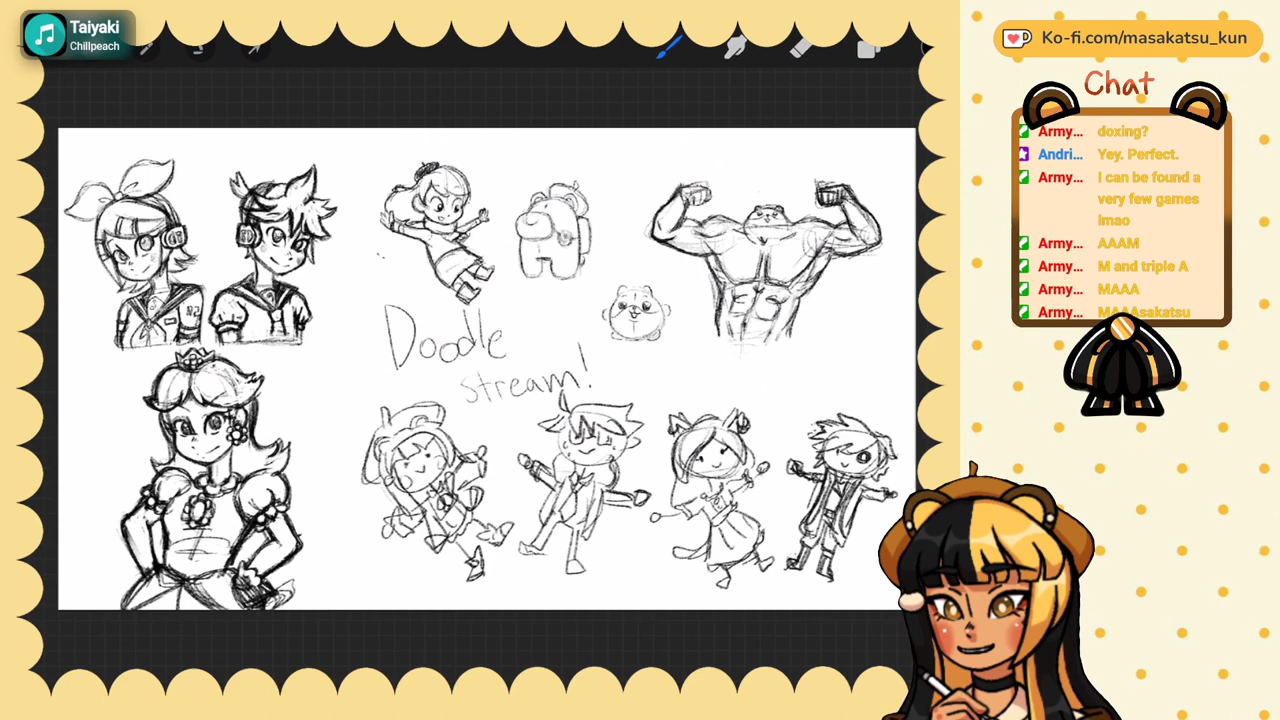 Taiyaki
Chillpeach
Ko-fi.com/masakatsu_kun
Chat
Army... doxing?
Andri... Yey. Perfect.
Army... I can be found a
very few games
lmao
Army... AAAM
Army... M and triple A
Army... MAAA
Army... MAAAsakatsu
Doodle
stream!